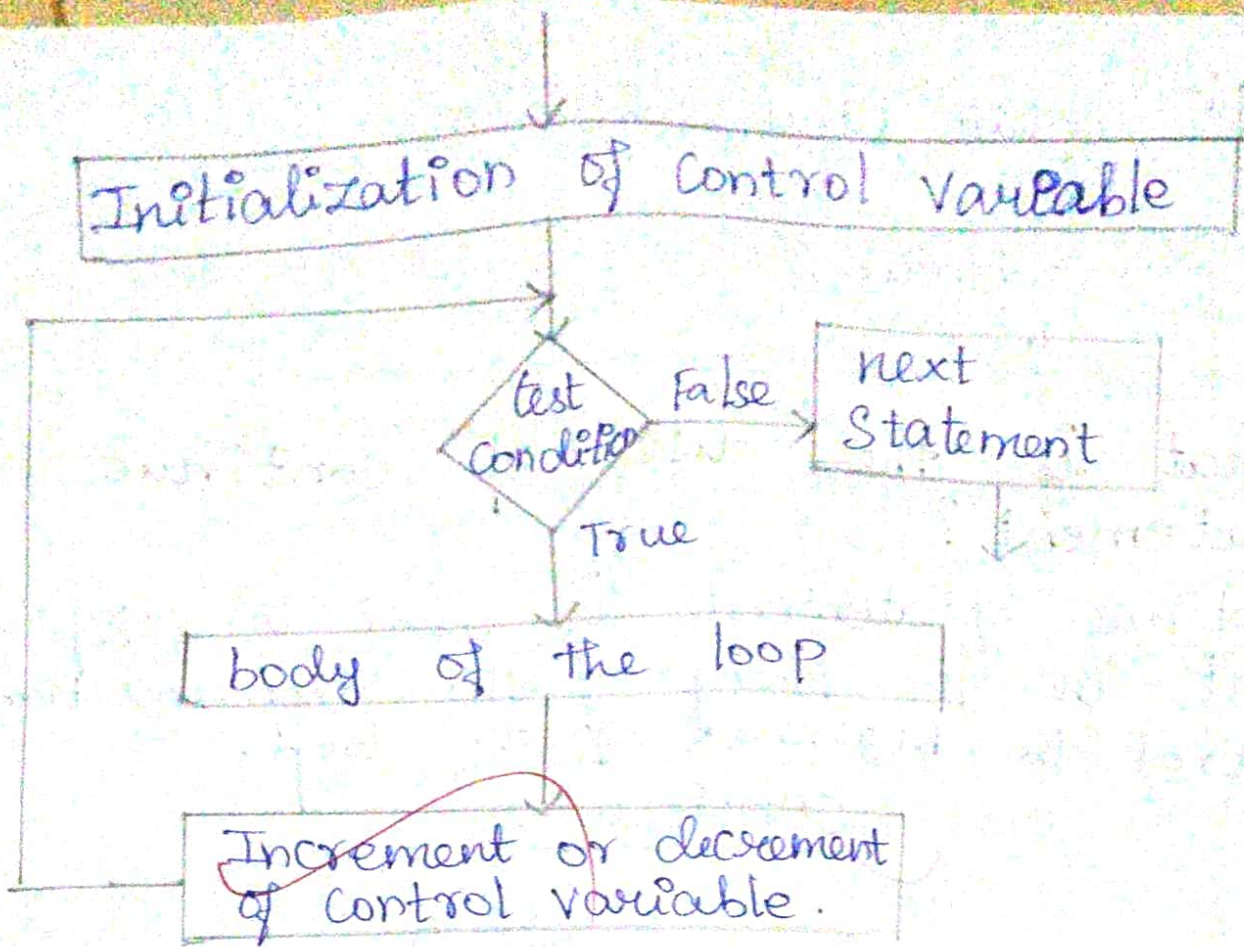 Initialization of Control Variable
test
Condition
False
next
Statement
True
body of the loop
Increment or decrement
of Control variable.